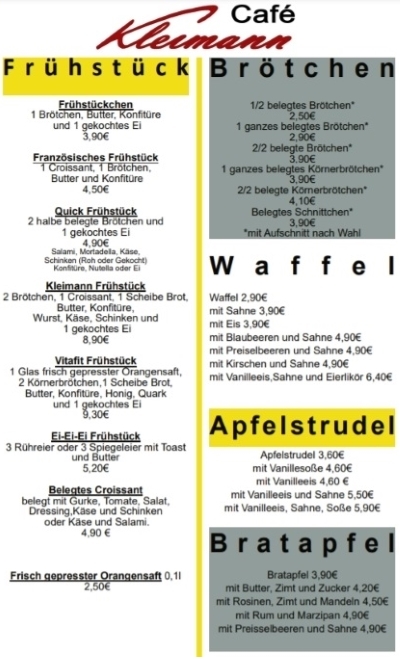 Café
Kleimann
Frühstück
Frühstückchen
1 Brötchen, Butter, Konfitüre
und 1 gekochtes Ei
3,90€
Französisches Frühstück
1 Croissant, 1 Brötchen,
Butter und Konfitüre
4,50€
Quick Frühstück
2 halbe belegte Brötchen und
1 gekochtes Ei
4,90€
Salami, Mortadella, Käse,
Schinken (Roh oder Gekocht)
Konfitüre, Nutella oder Ei
Kleimann Frühstück
2 Brötchen, 1 Croissant, 1 Scheibe Brot,
Butter, Konfitüre,
Wurst, Käse, Schinken und
1 gekochtes Ei
8,90€
Vitafit Frühstück
1 Glas frisch gepresster Orangensaft,
2 Körnerbrötchen,1 Scheibe Brot,
Butter, Konfitüre, Honig, Quark
und 1 gekochtes Ei
9,30€
Ei-Ei-Ei Frühstück
3 Rühreier oder 3 Spiegeleier mit Toast
und Butter
5,20€
Belegtes Croissant
belegt mit Gurke, Tomate, Salat,
Dressing,Käse und Schinken
oder Käse und Salami.
4,90 €
Frisch gepresster Orangensaft 0,1l
2,50€
Brötchen
1/2 belegtes Brötchen*
2,50€
1 ganzes belegtes Brötchen*
2,90€
2/2 belegte Brötchen*
3,90€
1 ganzes belegtes Körnerbrötchen*
3,90€
2/2 belegte Körnerbrötchen*
4,10€
Belegtes Schnittchen*
3,90€
*mit Aufschnitt nach Wahl
Waffel
Waffel 2,90€
mit Sahne 3,90€
mit Eis 3,90€
mit Blaubeeren und Sahne 4,90€
mit Preiselbeeren und Sahne 4,90€
mit Kirschen und Sahne 4,90€
mit Vanilleeis,Sahne und Eierlikör 6,40€
Apfelstrudel
Apfelstrudel 3,60€
mit Vanillesoße 4,60€
mit Vanilleeis 4,60 €
mit Vanilleeis und Sahne 5,50€
mit Vanilleeis, Sahne, Soße 5,90€
Bratapfel
Bratapfel 3,90€
mit Butter, Zimt und Zucker 4,20€
mit Rosinen, Zimt und Mandeln 4,50€
mit Rum und Marzipan 4,90€
mit Preisselbeeren und Sahne 4,90€